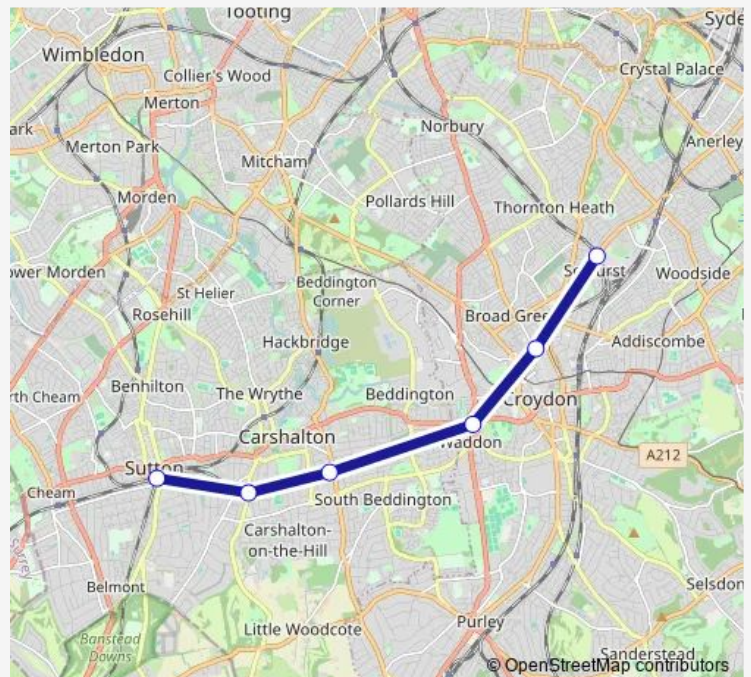 Tooting
Syde
Wimbledon
Collier's Wood
Crystal Palace
Merton
ark
Norbury
Merton Park
Anerley
Mitcham
Morden
Pollards Hill
Thornton Heath
ower Morden
Woodside
St Helier
Beddington
Corner
Rosehill
Broad Gree
Hackbridge
Addiscombe
Benhilton
The Wrythe
Beddington
rth Cheam
Croydon
Carshalton
Waddon
A212
Sutton
Cheam
South Beddington
Carshalton-
on-the-Hill
Surrey
Belmont
Selsdon
Little Woodcote
Purley
Banstead
Downs
Sanderstead
© OpenStreetMap contributors